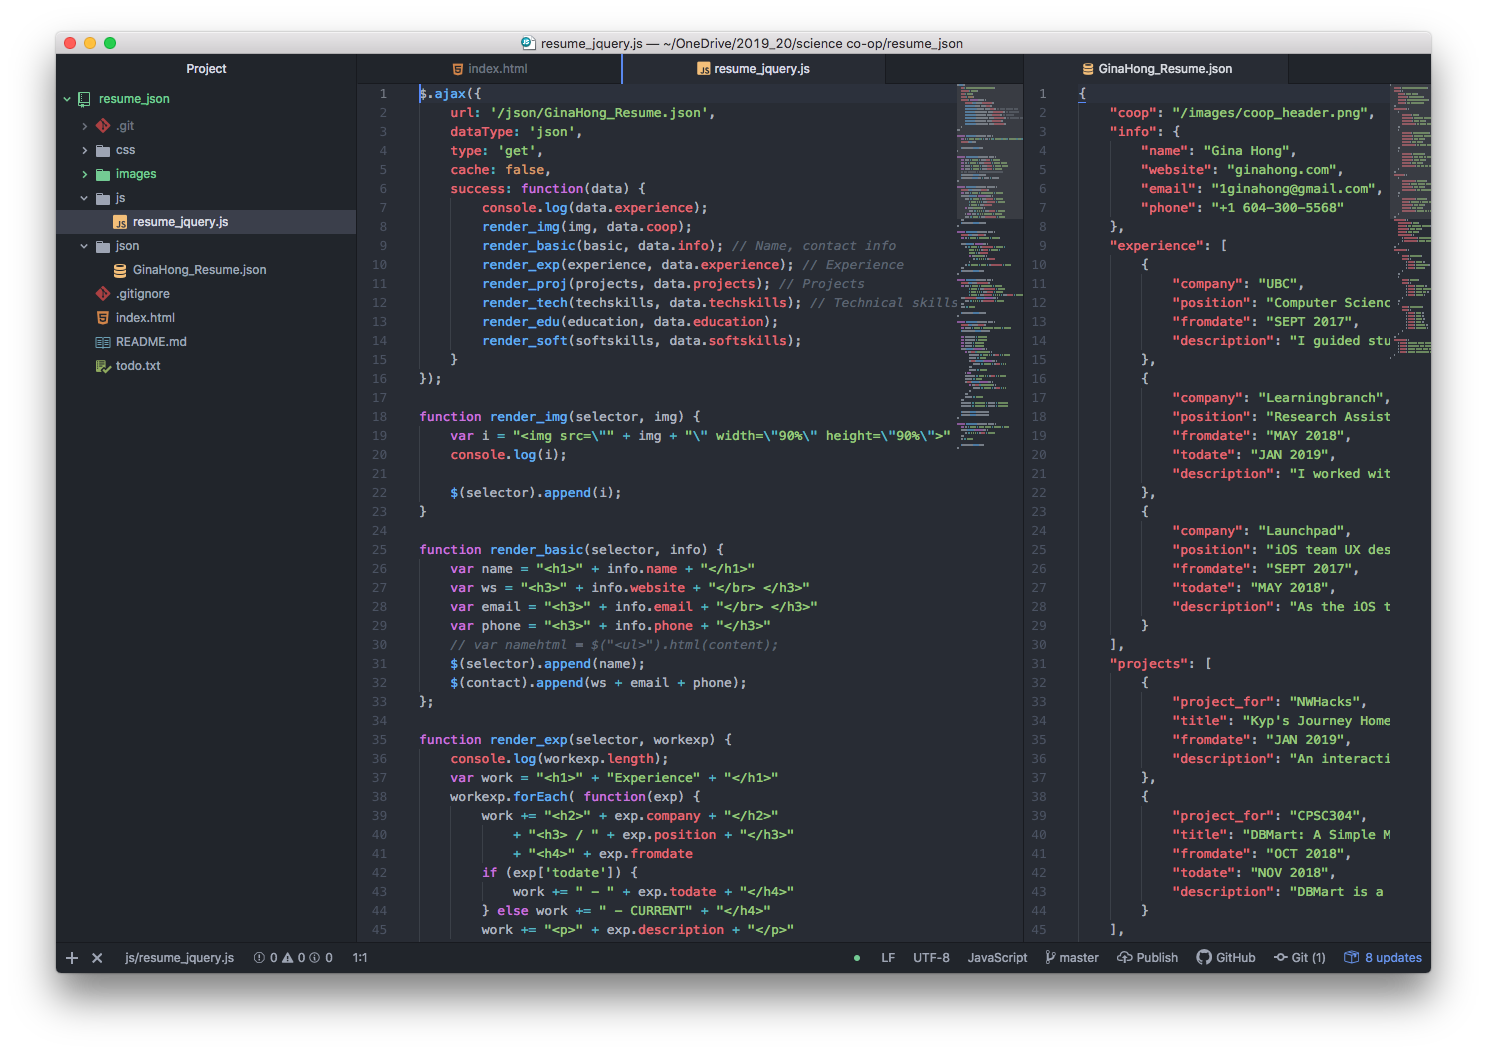 resume_jquery.js — ~/OneDrive/2019_20/science co-op/resume_json
Project
resume_json
.git
css
images
js
resume_jquery.js
json
GinaHong_Resume.json
.gitignore
index.html
README.md
todo.txt
index.html
resume_jquery.js
1 $.ajax({
2 url: '/json/GinaHong_Resume.json',
3 dataType: 'json',
4 type: 'get',
5 cache: false,
6 success: function(data) {
7 console.log(data.experience);
8 render_img(img, data.coop);
9 render_basic(basic, data.info); // Name, contact info
10 render_exp(experience, data.experience); // Experience
11 render_proj(projects, data.projects); // Projects
12 render_tech(techskills, data.techskills); // Technical skills
13 render_edu(education, data.education);
14 render_soft(softskills, data.softskills);
15 }
16 });
17
18 function render_img(selector, img) {
19 var i = "<img src=\"" + img + "\" width=\"90%\" height=\"90%\">"
20 console.log(i);
21
22 $(selector).append(i);
23 }
24
25 function render_basic(selector, info) {
26 var name = "<h1>" + info.name + "</h1>"
27 var ws = "<h3>" + info.website + "</br> </h3>"
28 var email = "<h3>" + info.email + "</br> </h3>"
29 var phone = "<h3>" + info.phone + "</h3>"
30 // var namehtml = $("<ul>").html(content);
31 $(selector).append(name);
32 $(contact).append(ws + email + phone);
33 };
34
35 function render_exp(selector, workexp) {
36 console.log(workexp.length);
37 var work = "<h1>" + "Experience" + "</h1>"
38 workexp.forEach( function(exp) {
39 work += "<h2>" + exp.company + "</h2>"
40 + "<h3> / " + exp.position + "</h3>"
41 + "<h4>" + exp.fromdate
42 if (exp['todate']) {
43 work += " - " + exp.todate + "</h4>"
44 } else work += " - CURRENT" + "</h4>"
45 work += "<p>" + exp.description + "</p>"
GinaHong_Resume.json
1 {
2 "coop": "/images/coop_header.png",
3 "info": {
4 "name": "Gina Hong",
5 "website": "ginahong.com",
6 "email": "1ginahong@gmail.com",
7 "phone": "+1 604-300-5568"
8 },
9 "experience": [
10 {
11 "company": "UBC",
12 "position": "Computer Scienc
13 "fromdate": "SEPT 2017",
14 "description": "I guided stu
15 },
16 {
17 "company": "Learningbranch",
18 "position": "Research Assist
19 "fromdate": "MAY 2018",
20 "todate": "JAN 2019",
21 "description": "I worked wit
22 },
23 {
24 "company": "Launchpad",
25 "position": "iOS team UX des
26 "fromdate": "SEPT 2017",
27 "todate": "MAY 2018",
28 "description": "As the iOS t
29 }
30 ],
31 "projects": [
32 {
33 "project_for": "NWHacks",
34 "title": "Kyp's Journey Home
35 "fromdate": "JAN 2019",
36 "description": "An interacti
37 },
38 {
39 "project_for": "CPSC304",
40 "title": "DBMart: A Simple M
41 "fromdate": "OCT 2018",
42 "todate": "NOV 2018",
43 "description": "DBMart is a
44 }
45 ],
js/resume_jquery.js 0 0 0 1:1 LF UTF-8 JavaScript master Publish GitHub Git (1) 8 updates